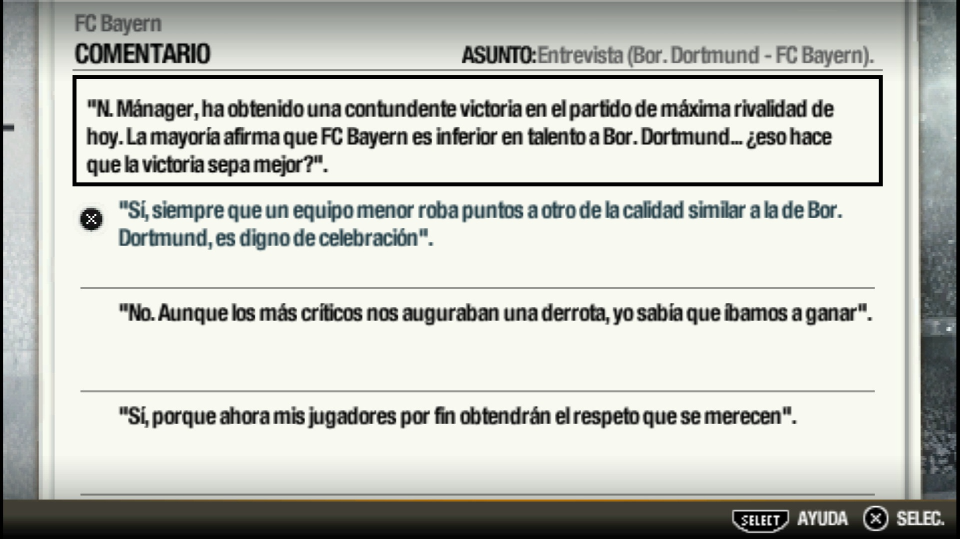 FC Bayern
COMENTARIO
ASUNTO: Entrevista (Bor. Dortmund - FC Bayern).
"N. Mánager, ha obtenido una contundente victoria en el partido de máxima rivalidad de
hoy. La mayoría afirma que FC Bayern es inferior en talento a Bor. Dortmund... ¿eso hace
que la victoria sepa mejor?".
"Sí, siempre que un equipo menor roba puntos a otro de la calidad similar a la de Bor.
Dortmund, es digno de celebración".
"No. Aunque los más críticos nos auguraban una derrota, yo sabía que íbamos a ganar".
"Sí, porque ahora mis jugadores por fin obtendrán el respeto que se merecen".
SELECT AYUDA SELEC.